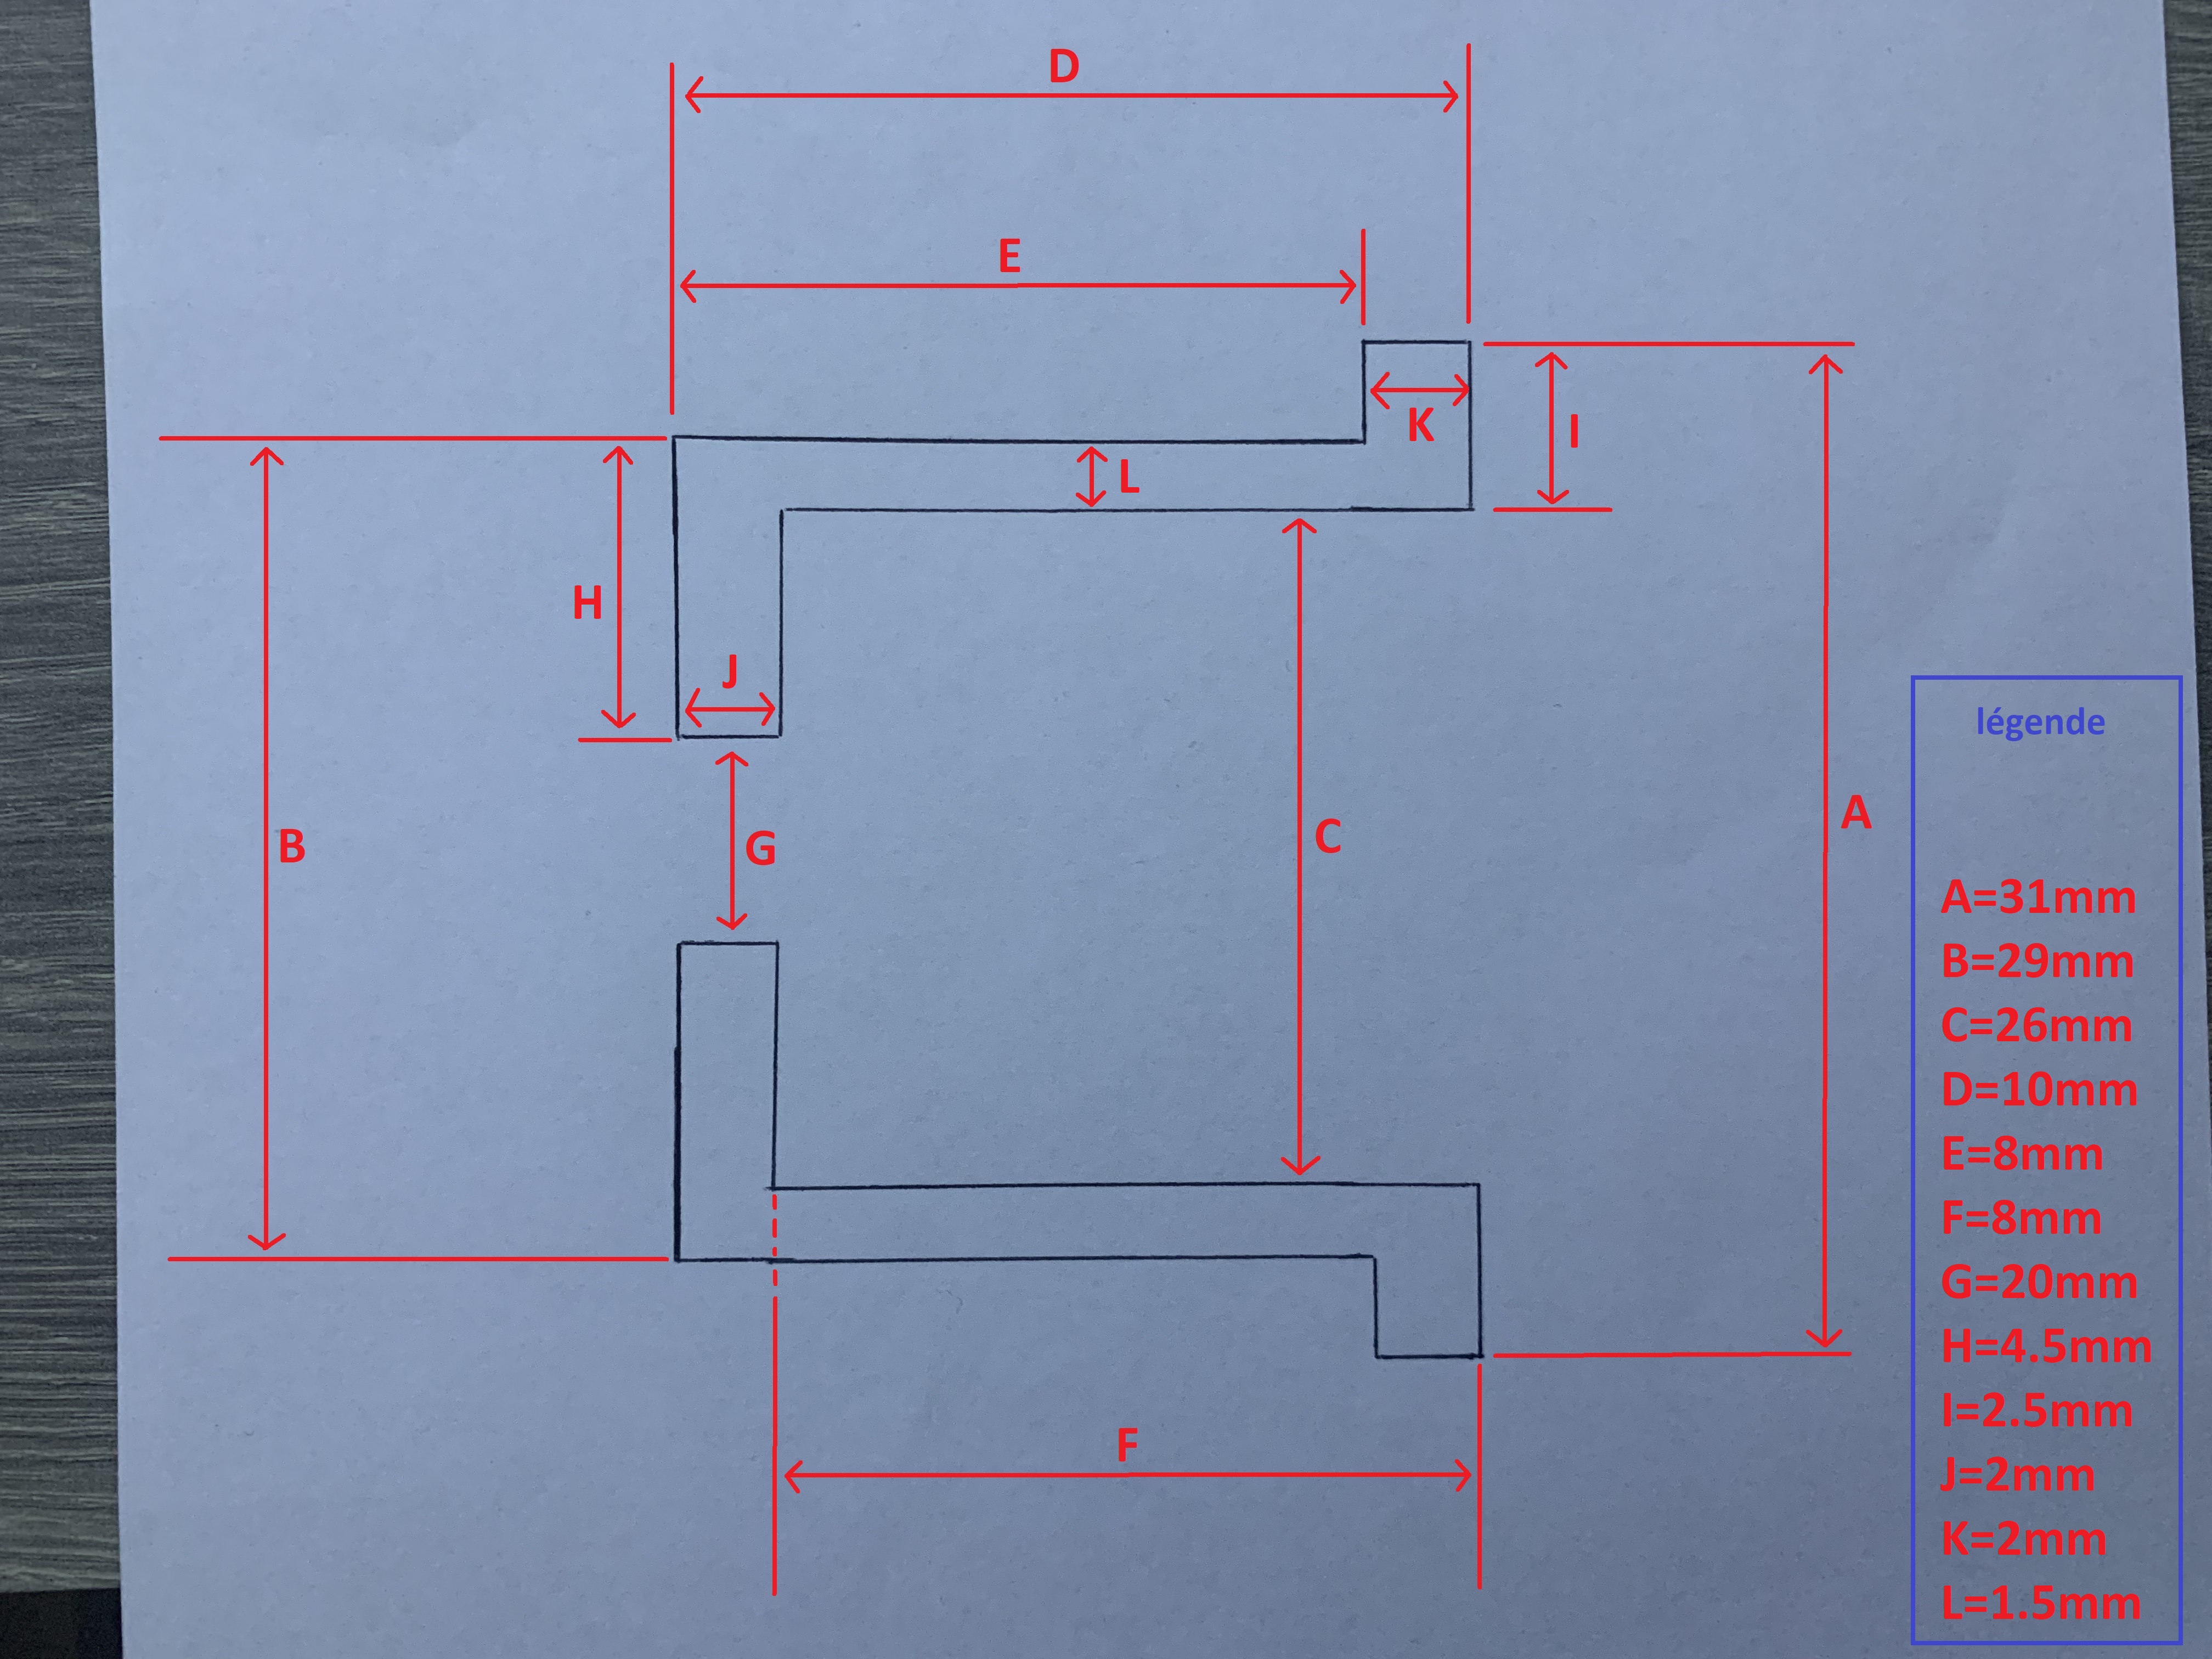 D
E
K
I
L
H
J
B
G
C
A
F
légende
A=31mm
B=29mm
C=26mm
D=10mm
E=8mm
F=8mm
G=20mm
H=4.5mm
I=2.5mm
J=2mm
K=2mm
L=1.5mm